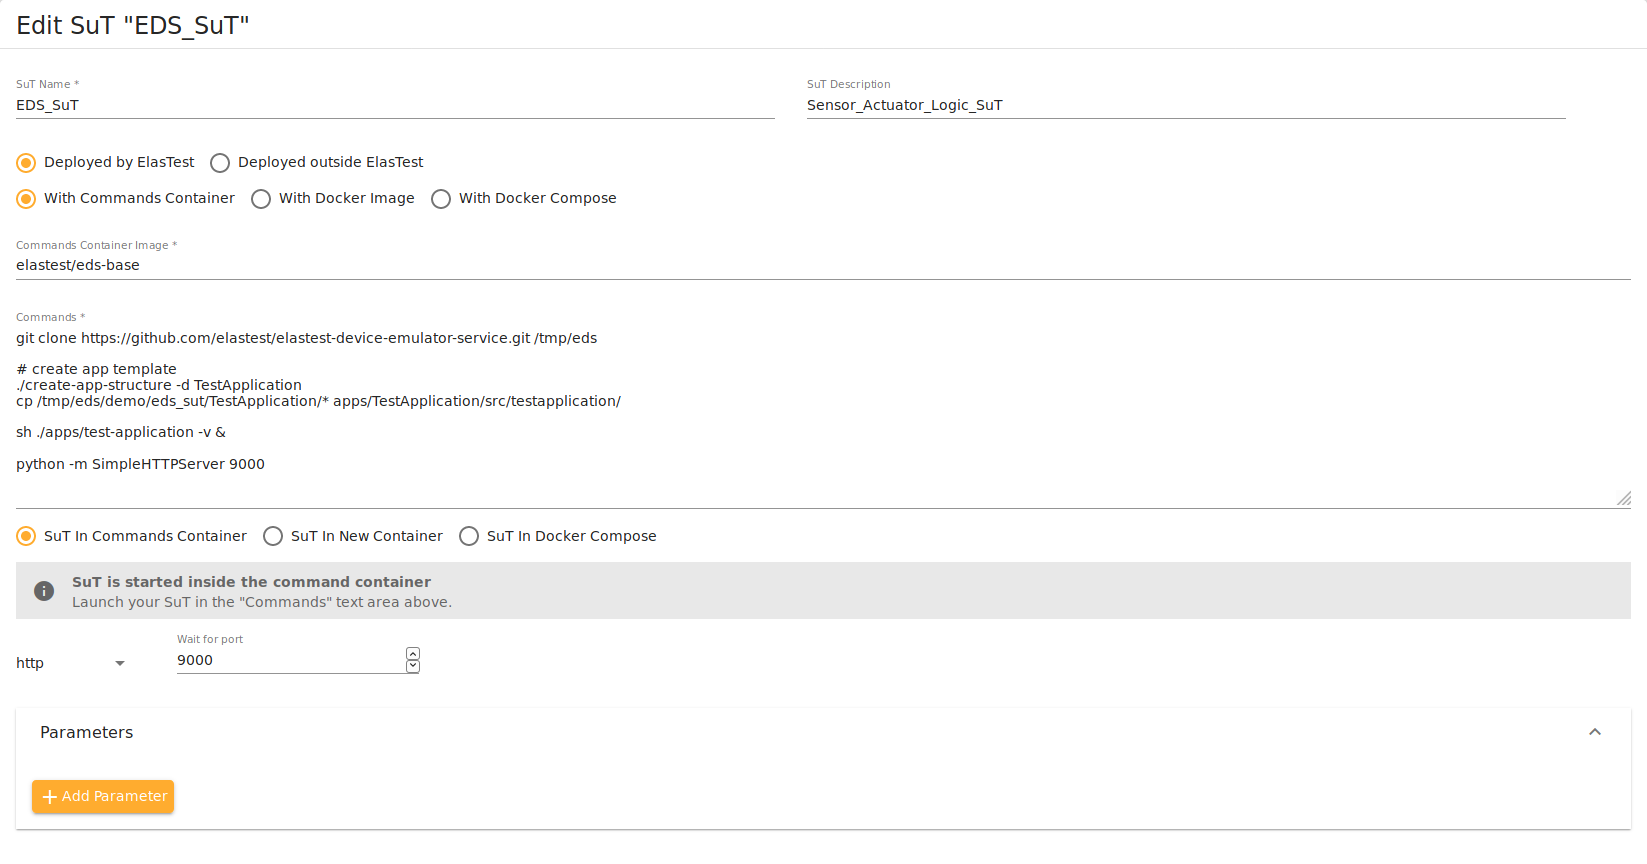 Edit SuT "EDS_SuT"
SuT Name *
SuT Description
EDS_SuT
Sensor_Actuator_Logic_SuT
Deployed by ElasTest
Deployed outside ElasTest
With Commands Container
With Docker Image
With Docker Compose
Commands Container Image *
elastest/eds-base
Commands *
git clone https://github.com/elastest/elastest-device-emulator-service.git /tmp/eds
# create app template
./create-app-structure -d TestApplication
cp /tmp/eds/demo/eds_sut/TestApplication/* apps/TestApplication/src/testapplication/
sh ./apps/test-application -v &
python -m SimpleHTTPServer 9000
SuT In Commands Container
SuT In New Container
SuT In Docker Compose
SuT is started inside the command container
Launch your SuT in the "Commands" text area above.
Wait for port
http
9000
Parameters
Add Parameter